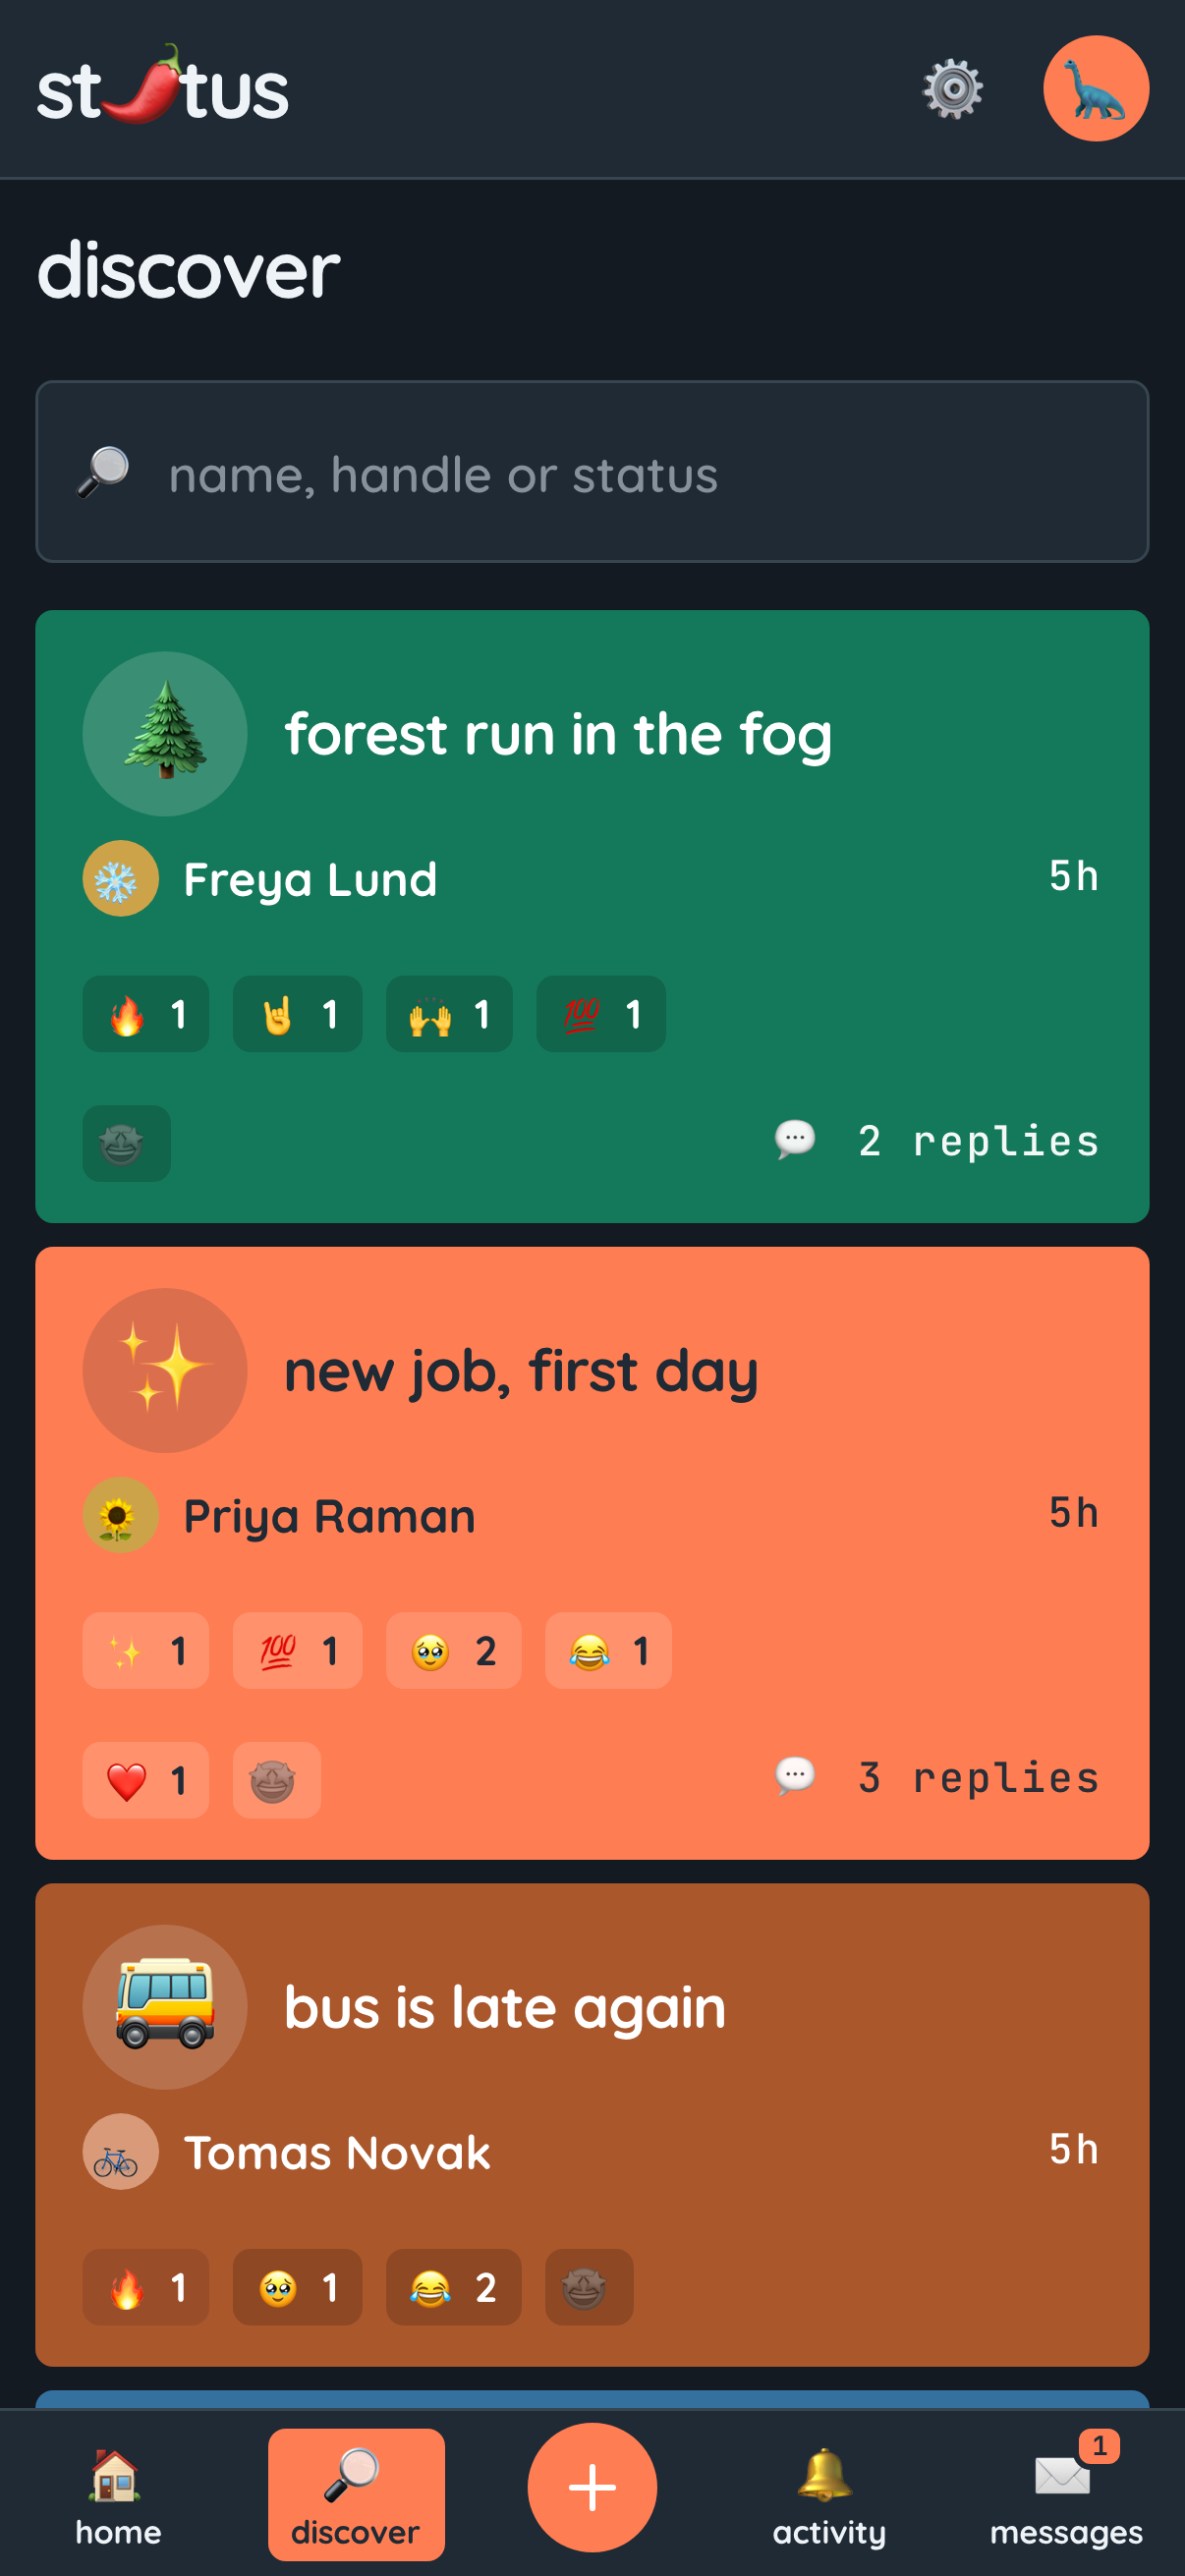 st🌶tus
discover
name, handle or status
forest run in the fog
Freya Lund 5h
🔥 1 🤘 1 🙌 1 💯 1
💬 2 replies
new job, first day
Priya Raman 5h
✨ 1 💯 1 🥹 2 😂 1
❤️ 1 💬 3 replies
bus is late again
Tomas Novak 5h
🔥 1 🥹 1 😂 2
1
home discover + activity messages